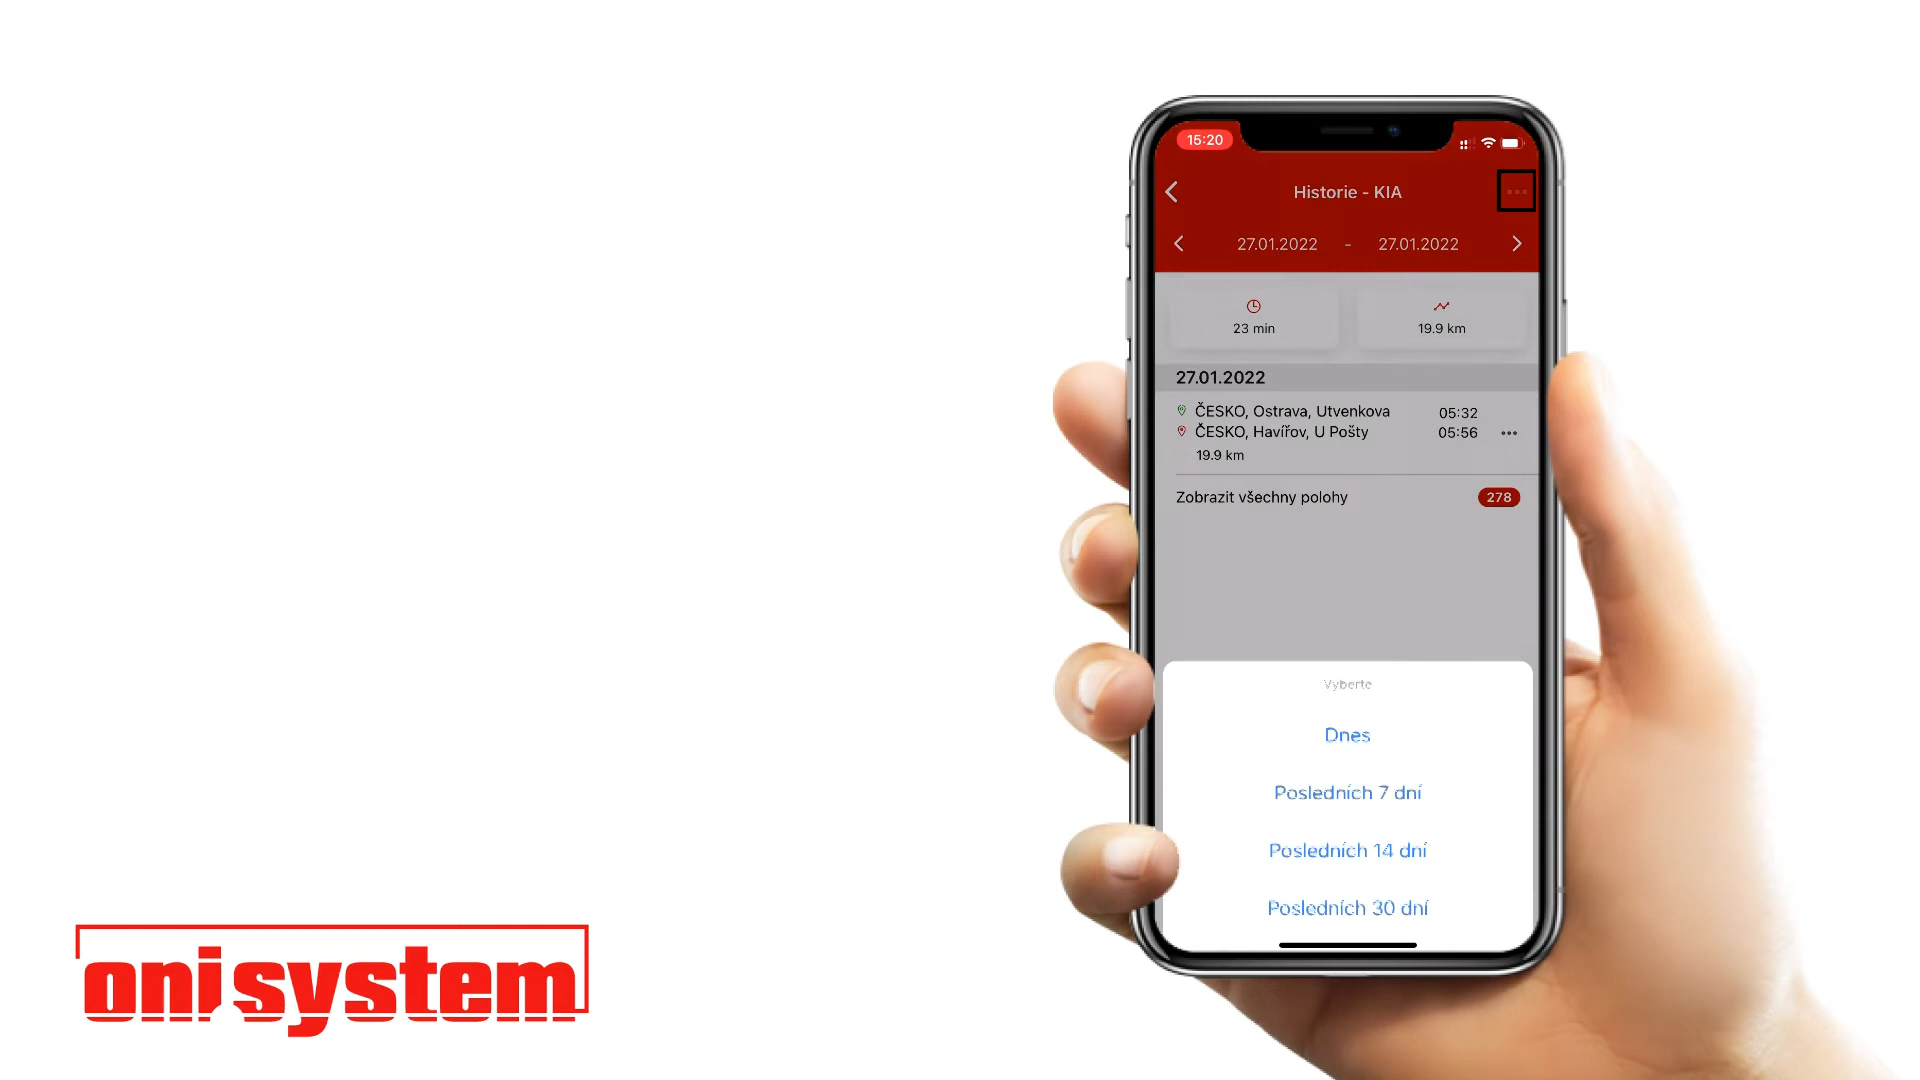 15:20
Historie - KIA
27.01.2022 - 27.01.2022
23 min
19.9 km
27.01.2022
ČESKO, Ostrava, Utvenkova 05:32
ČESKO, Havířov, U Pošty 05:56
19.9 km
Zobrazit všechny polohy 278
Vyberte
Dnes
Posledních 7 dní
Posledních 14 dní
Posledních 30 dní
oni system